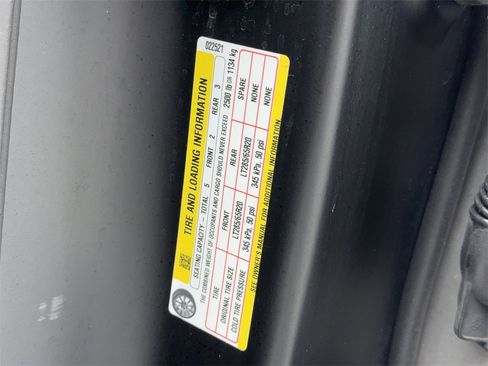 022521
TIRE AND LOADING INFORMATION
SEATING CAPACITY – TOTAL 5 FRONT 2 REAR 3
THE COMBINED WEIGHT OF OCCUPANTS AND CARGO SHOULD NEVER EXCEED 2500 lb OR 1134 kg
TIRE FRONT REAR SPARE
ORIGINAL TIRE SIZE LT285/65R20 LT285/65R20 NONE
COLD TIRE PRESSURE 345 kPa, 50 psi 345 kPa, 50 psi NONE
SEE OWNER'S MANUAL FOR ADDITIONAL INFORMATION